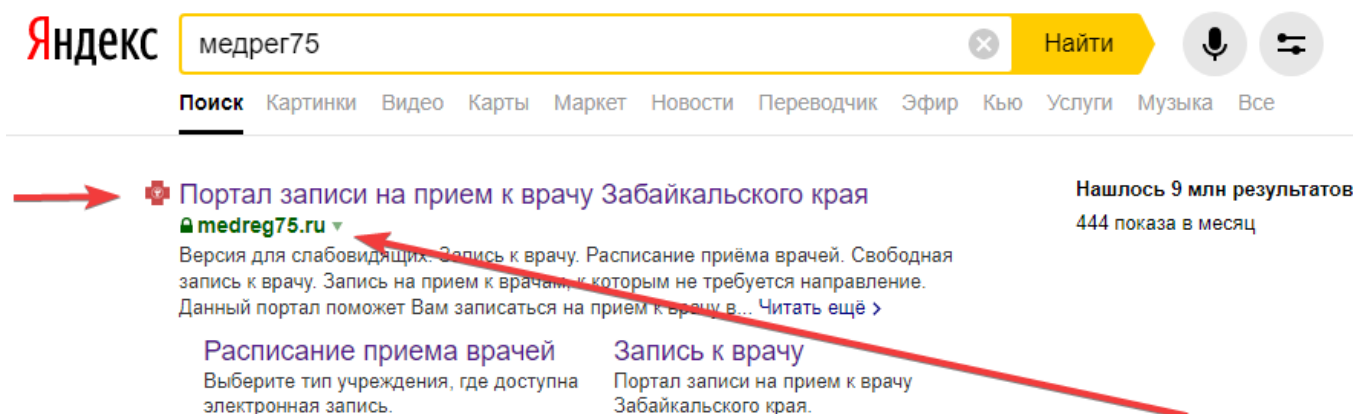 Яндекс медрег75 Найти
Поиск Картинки Видео Карты Маркет Новости Переводчик Эфир Кью Услуги Музыка Все
Портал записи на прием к врачу Забайкальского края
medreg75.ru
Версия для слабовидящих. Запись к врачу. Расписание приёма врачей. Свободная
запись к врачу. Запись на прием к врачам, к которым не требуется направление.
Данный портал поможет Вам записаться на прием к врачу в... Читать ещё >
Нашлось 9 млн результатов
444 показа в месяц
Расписание приема врачей
Выберите тип учреждения, где доступна
электронная запись.
Запись к врачу
Портал записи на прием к врачу
Забайкальского края.